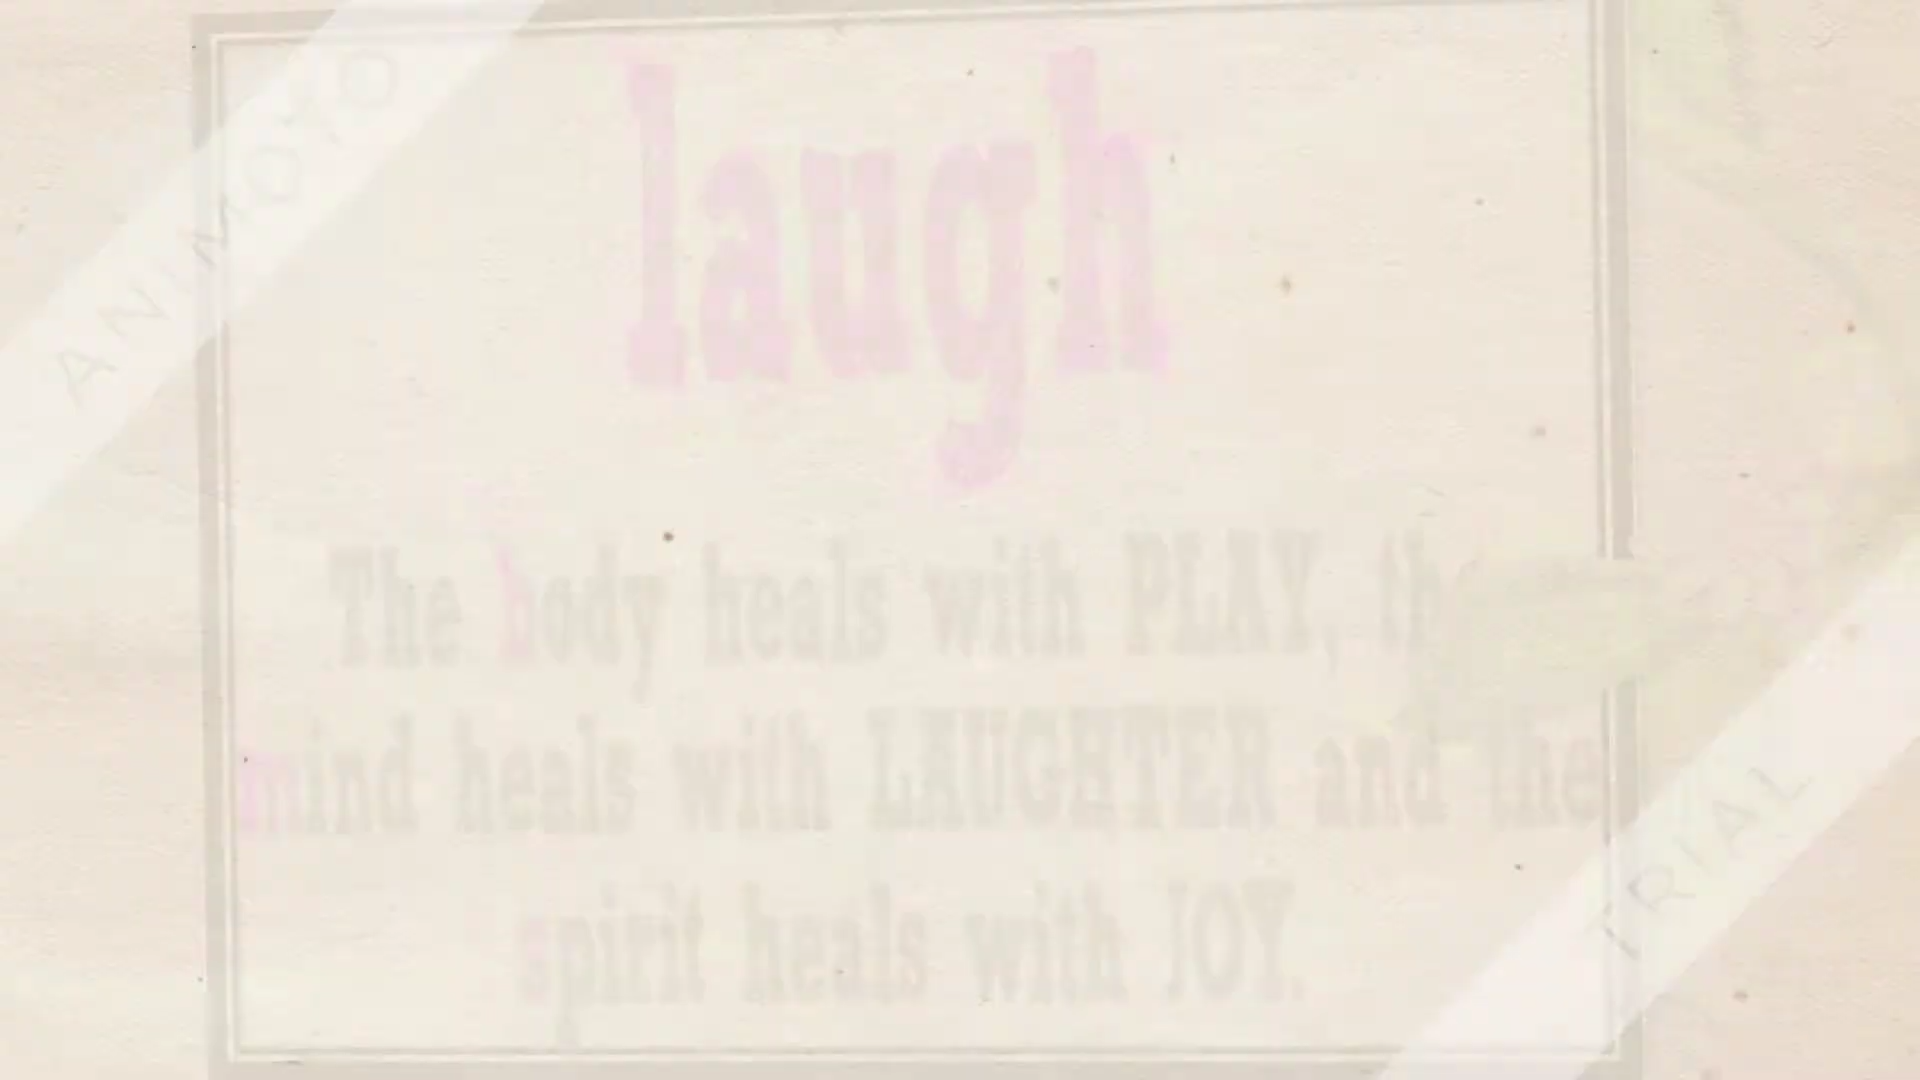 ANIMOTO
laugh
The body heals with PLAY, the
mind heals with LAUGHTER and the
spirit heals with JOY.
TRIAL